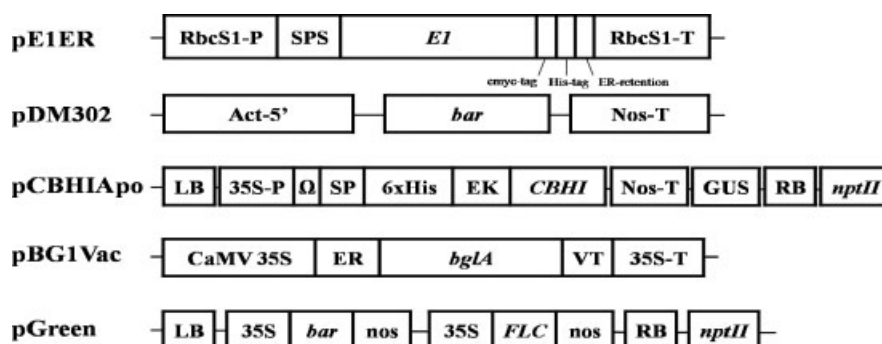 pE1ER RbcS1-P SPS E1 RbcS1-T
cmyc-tag His-tag ER-retention
pDM302 Act-5' bar Nos-T
pCBHIApo LB 35S-P Ω SP 6xHis EK CBHI Nos-T GUS RB nptII
pBG1Vac CaMV 35S ER bglA VT 35S-T
pGreen LB 35S bar nos 35S FLC nos RB nptII